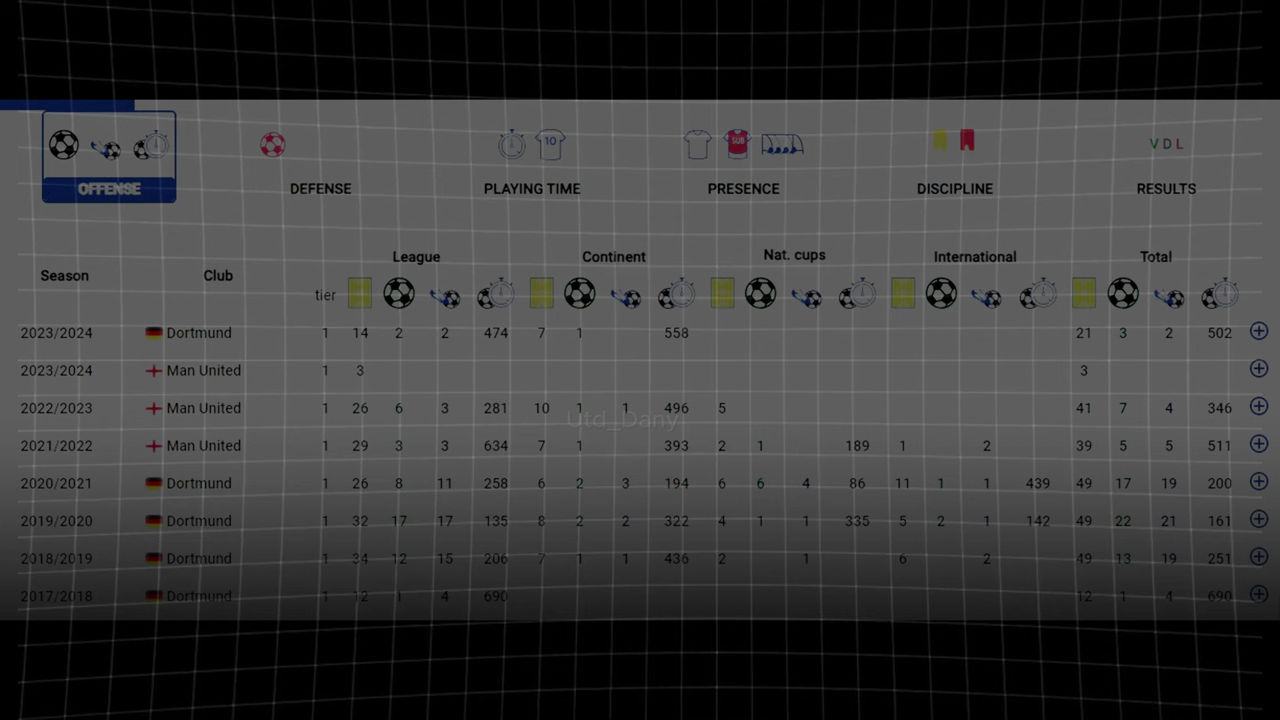 10 SUB V D L
OFFENSE DEFENSE PLAYING TIME PRESENCE DISCIPLINE RESULTS
League Continent Nat. cups International Total
Season Club
tier
2023/2024 Dortmund 1 14 2 2 474 7 1 558 21 3 2 502
2023/2024 Man United 1 3 3
2022/2023 Man United 1 26 6 3 281 10 1 1 496 5 41 7 4 346
Utd_Dany
2021/2022 Man United 1 29 3 3 634 7 1 393 2 1 189 1 2 39 5 5 511
2020/2021 Dortmund 1 26 8 11 258 6 2 3 194 6 6 4 86 11 1 1 439 49 17 19 200
2019/2020 Dortmund 1 32 17 17 135 8 2 2 322 4 1 1 335 5 2 1 142 49 22 21 161
2018/2019 Dortmund 1 34 12 15 206 7 1 1 436 2 1 6 2 49 13 19 251
2017/2018 Dortmund 1 12 1 4 690 12 1 4 690